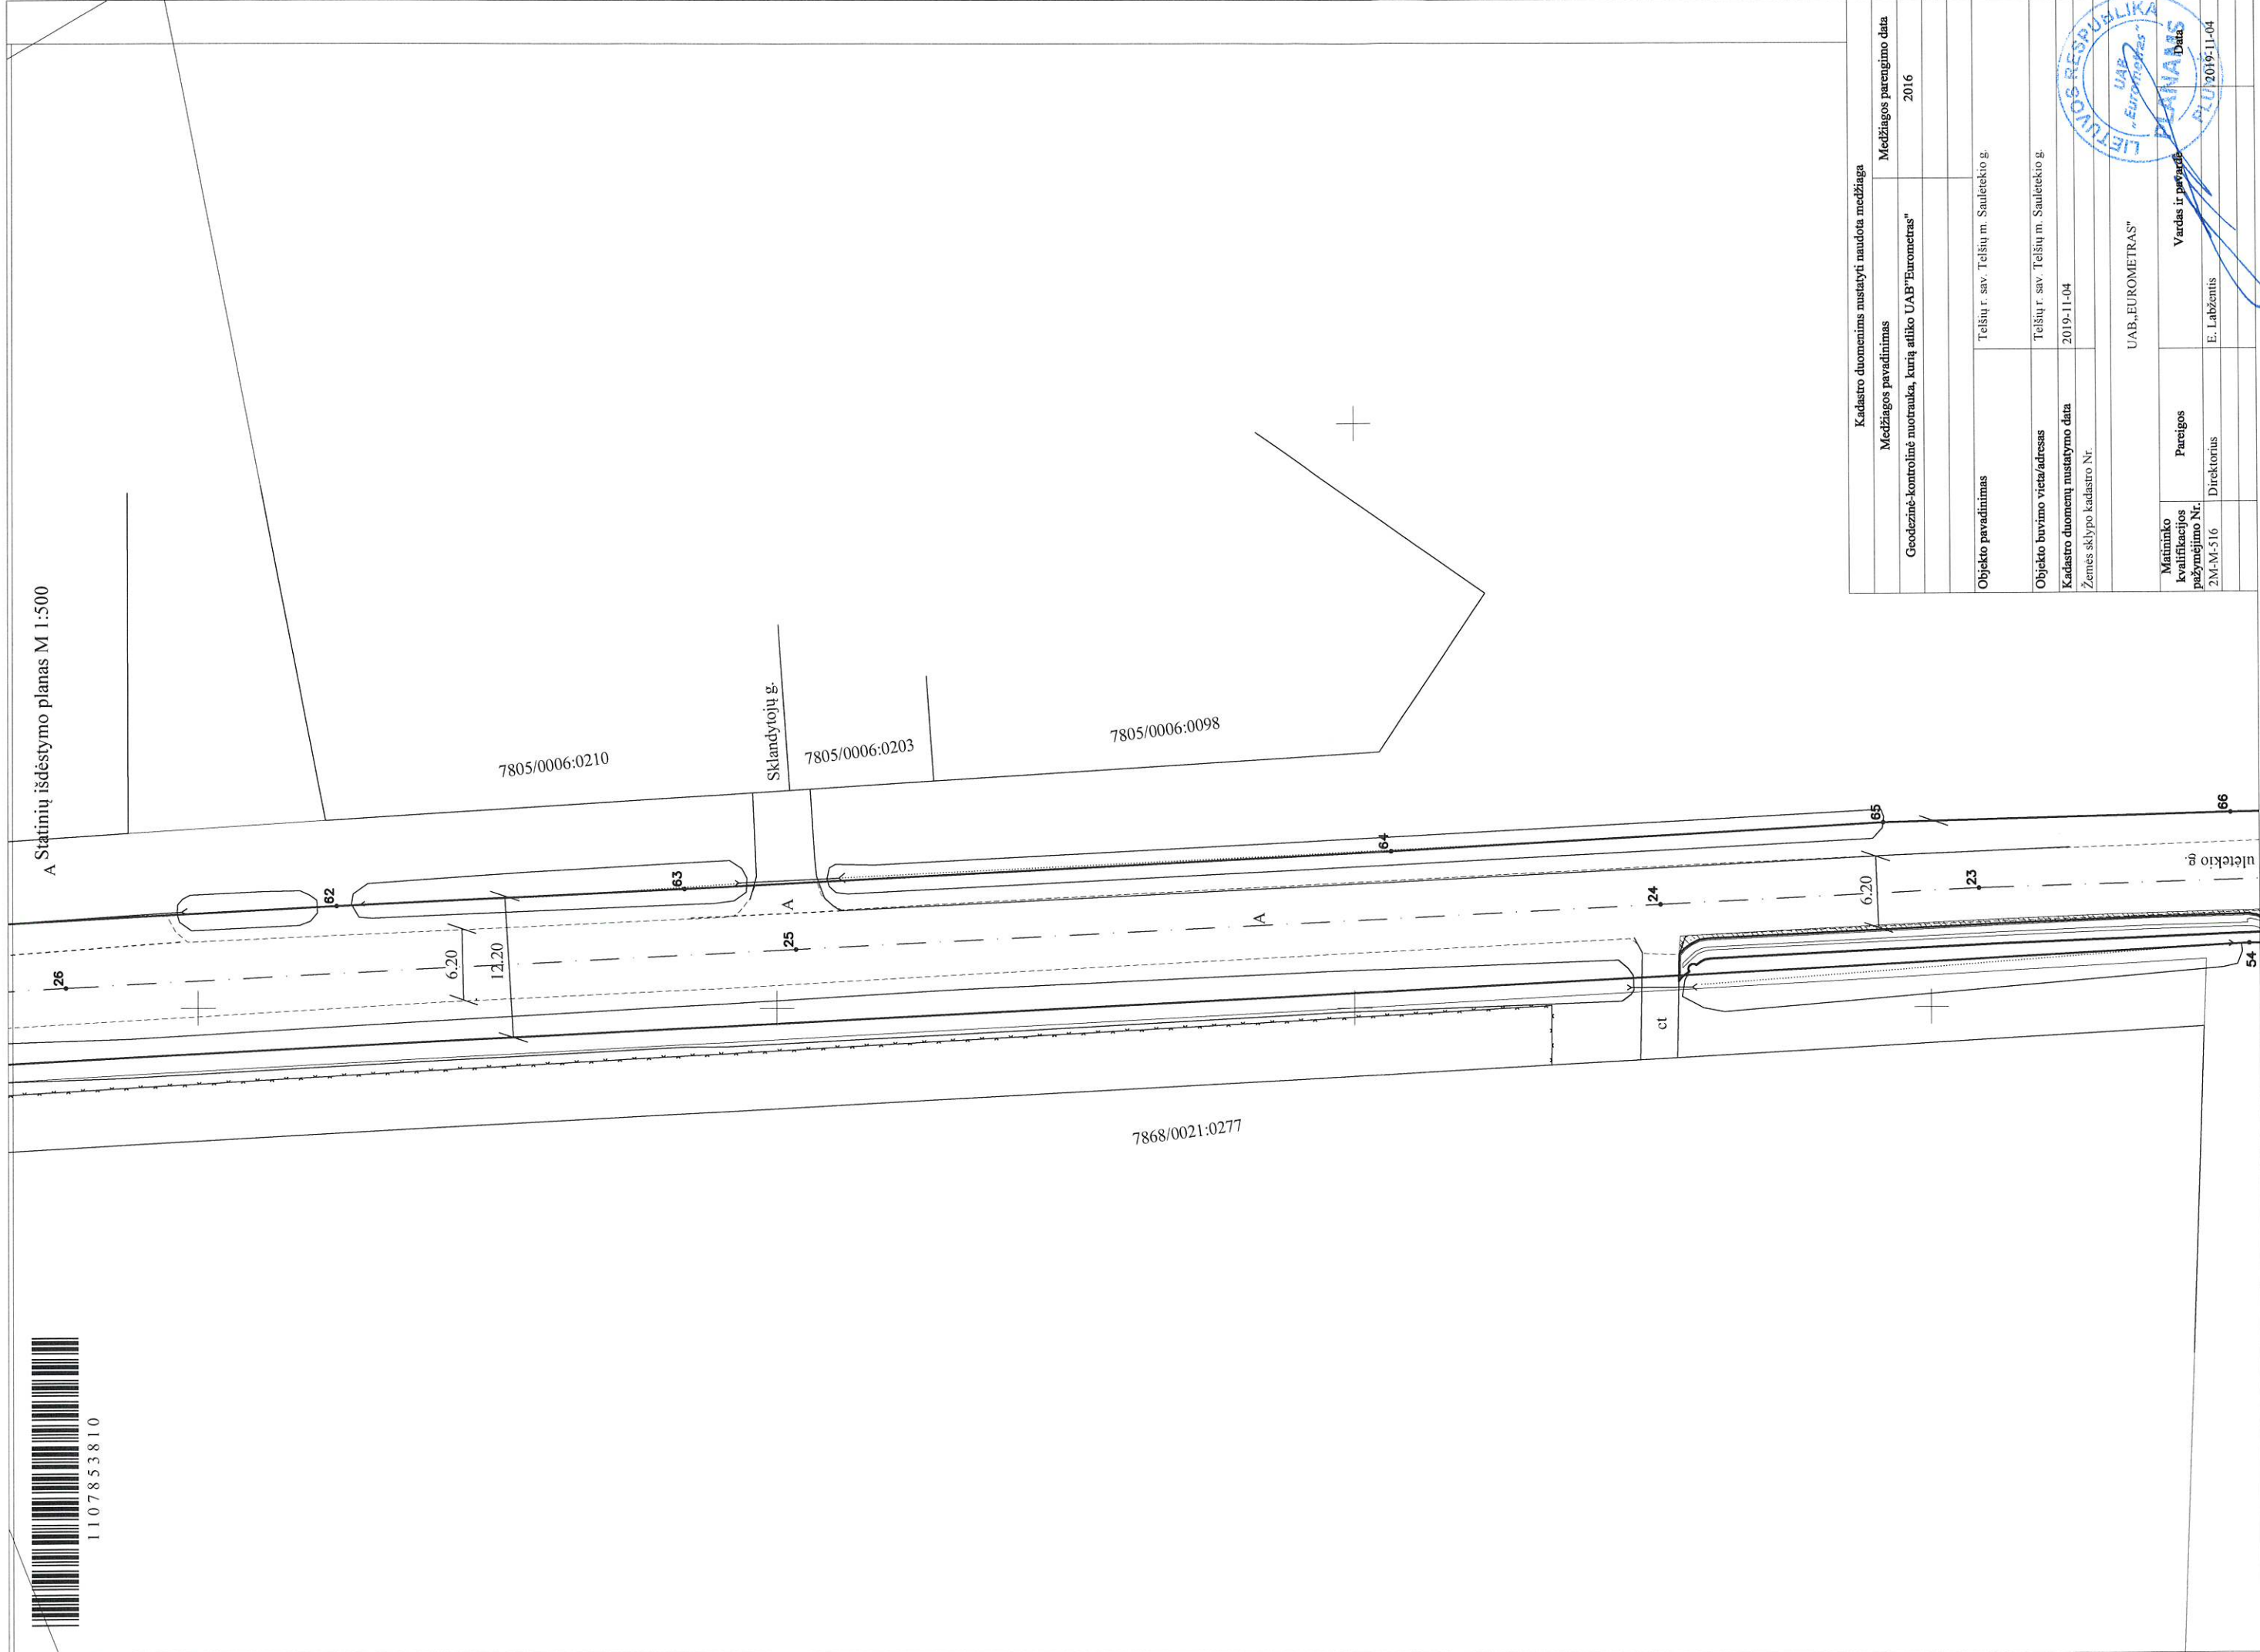 A Statinių išdėstymo planas M 1:500
1107853810
26
62
6.20
12.20
63
25
A
A
64
24
65
6.20
23
66
54
ct
ulėtekio g.
7805/0006:0210
Sklandytojų g.
7805/0006:0203
7805/0006:0098
7868/0021:0277
Kadastro duomenims nustatyti naudota medžiaga
Medžiagos pavadinimas
Medžiagos parengimo data
Geodezinė-kontrolinė nuotrauka, kurią atliko UAB"Eurometras"
2016
Objekto pavadinimas
Telšių r. sav. Telšių m. Saulėtekio g.
Objekto buvimo vieta/adresas
Telšių r. sav. Telšių m. Saulėtekio g.
Kadastro duomenų nustatymo data
2019-11-04
Žemės sklypo kadastro Nr.
UAB„EUROMETRAS"
Matininko
kvalifikacijos
pažymėjimo Nr.
Pareigos
Vardas ir pavardė
Data
2M-M-516
Direktorius
E. Labžentis
2019-11-04
LIETUVOS RESPUBLIKA
UAB
„Eurometras"
PLANAMS